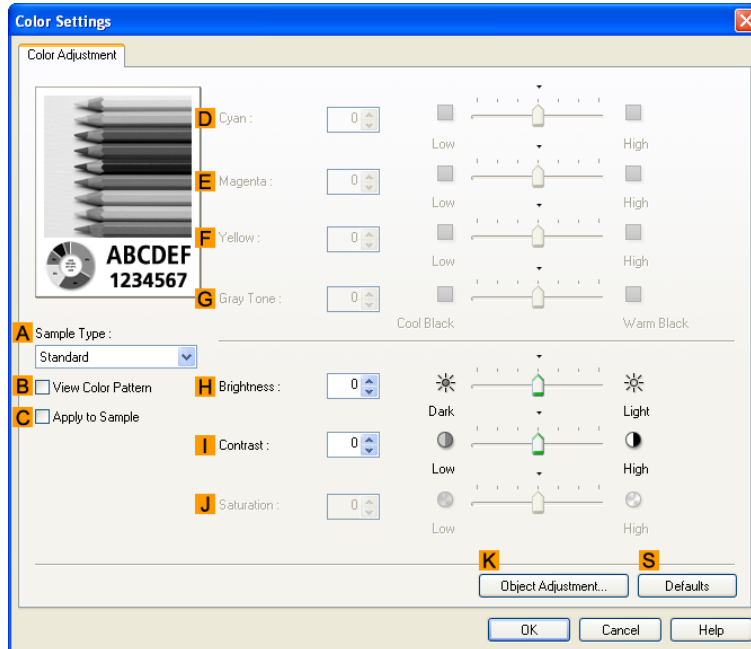 Color Settings
Color Adjustment
ABCDEF
1234567
D Cyan : 0
Low High
E Magenta : 0
Low High
F Yellow : 0
Low High
G Gray Tone : 0
Cool Black Warm Black
A Sample Type :
Standard
B View Color Pattern
C Apply to Sample
H Brightness : 0
Dark Light
I Contrast : 0
Low High
J Saturation : 0
Low High
K S
Object Adjustment... Defaults
OK Cancel Help